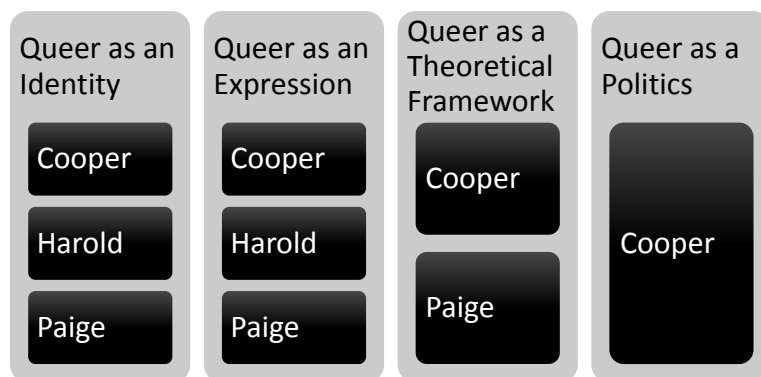 Queer as an
Identity
Cooper
Harold
Paige
Queer as an
Expression
Cooper
Harold
Paige
Queer as a
Theoretical
Framework
Cooper
Paige
Queer as a
Politics
Cooper